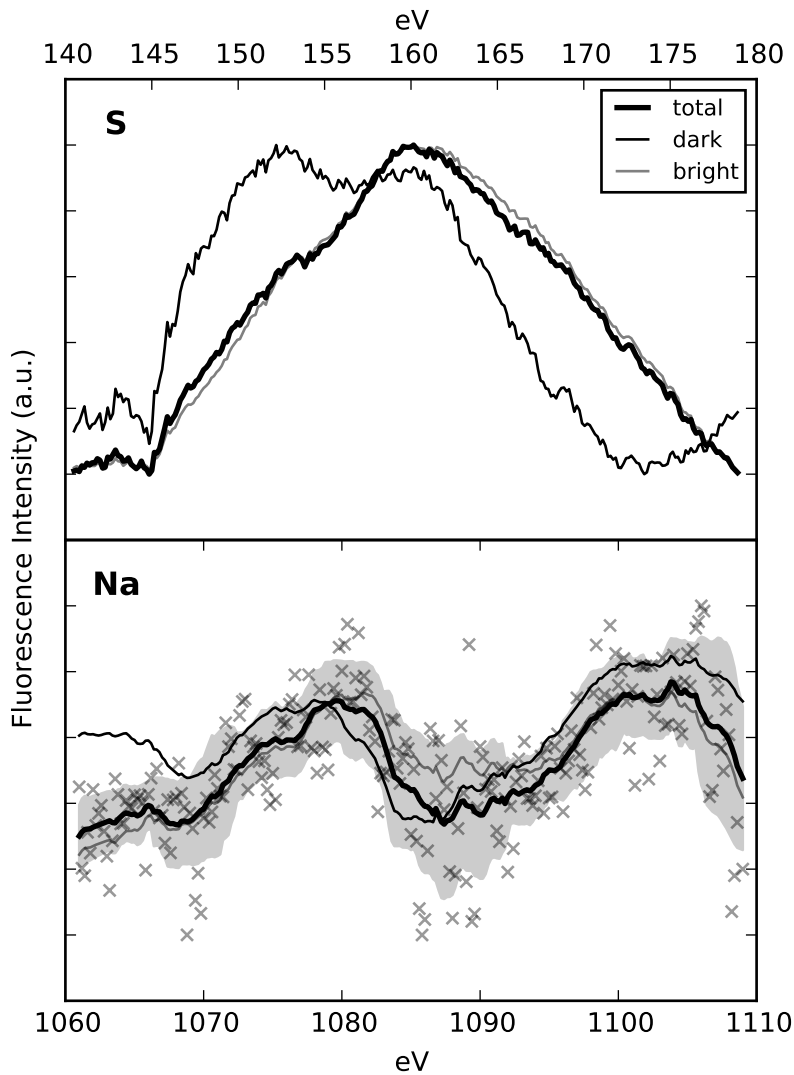 eV
140 145 150 155 160 165 170 175 180
S
total
dark
bright
Fluorescence Intensity (a.u.)
Na
1060 1070 1080 1090 1100 1110
eV